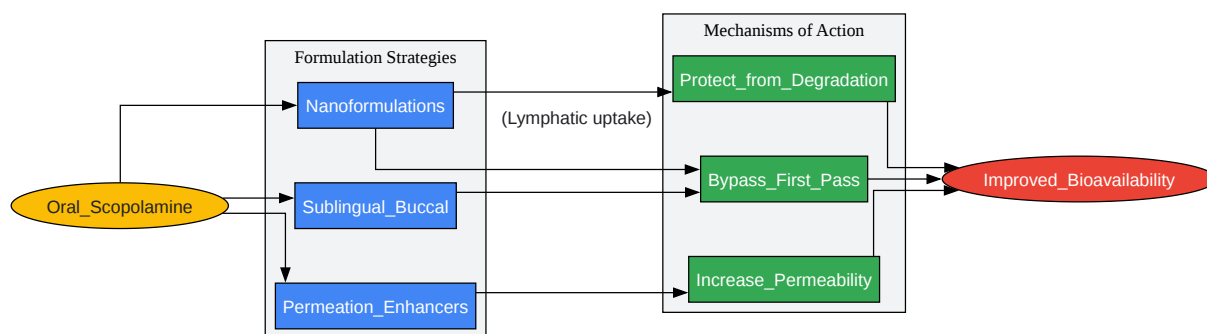 Mechanisms of Action
Formulation Strategies
Protect_from_Degradation
Nanoformulations
(Lymphatic uptake)
Bypass_First_Pass
Improved_Bioavailability
Oral_Scopolamine
Sublingual_Buccal
Increase_Permeability
Permeation_Enhancers